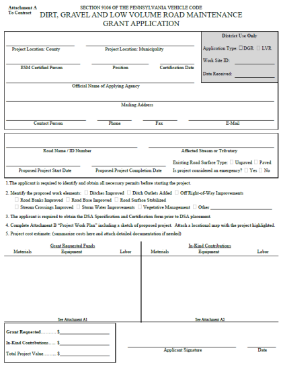 Attachment A
To Contract
SECTION 9106 OF THE PENNSYLVANIA VEHICLE CODE
DIRT, GRAVEL AND LOW VOLUME ROAD MAINTENANCE
GRANT APPLICATION
District Use Only
Application Type: ☐ DGR ☐ LVR
Work Site ID:
Date Received:
Project Location: County Project Location: Municipality
ESM Certified Person Position Certification Date
Official Name of Applying Agency
Mailing Address
Contact Person Phone Fax E-Mail
Road Name / ID Number Affected Stream or Tributary
Existing Road Surface Type: ☐ Unpaved ☐ Paved
Proposed Project Start Date Proposed Project Completion Date Is project considered an emergency? ☐ Yes ☐ No
1. The applicant is required to identify and obtain all necessary permits before starting the project.
2. Identify the proposed work elements: ☐ Ditches Improved ☐ Ditch Outlets Added ☐ Off Right-of-Way Improvements
☐ Road Banks Improved ☐ Road Base Improved ☐ Road Surface Stabilized
☐ Stream Crossings Improved ☐ Storm Water Improvements ☐ Vegetative Management ☐ Other
3. The applicant is required to obtain the DSA Specification and Certification form prior to DSA placement.
4. Complete Attachment B "Project Work Plan" including a sketch of proposed project. Attach a locational map with the project highlighted.
5. Project cost estimate: (summarize costs here and attach detailed documentation if needed)
Grant Requested Funds In-Kind Contributions
Materials Equipment Labor Materials Equipment Labor
See Attachment A1 See Attachment A2
Grant Requested ........ $
In-Kind Contributions ..... $
Total Project Value ........ $
Applicant Signature Date